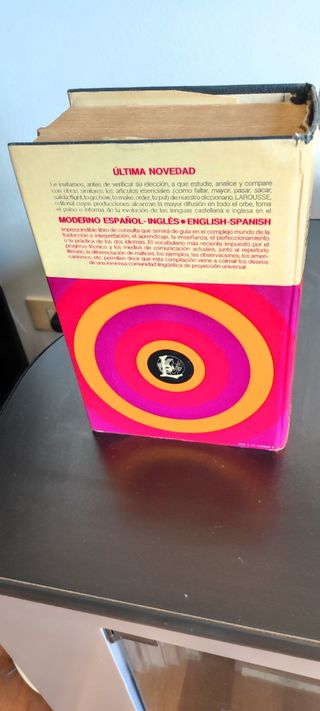 ÚLTIMA NOVEDAD
Le invitamos, antes de verificar su elección, a que estudie, analice y compare
con obras similares los artículos esenciales (como faltar, mayor, pasar, sacar,
salida, flight, to go, how, to make, order, to put) de nuestro diccionario. LAROUSSE,
editorial cuyas producciones alcanzan la mayor difusión en todo el orbe, toma
el pulso e informa de la evolución de las lenguas castellana e inglesa en el
MODERNO ESPAÑOL-INGLÉS ● ENGLISH-SPANISH
imprescindible libro de consulta que servirá de guía en el complejo mundo de la
traducción e interpretación, el aprendizaje, la enseñanza, el perfeccionamiento
o la práctica de los dos idiomas. El vocabulario más reciente impuesto por el
progreso técnico y los medios de comunicación actuales, junto al repertorio
literario, la diferenciación de matices, los ejemplos, las observaciones, los ameri-
canismos, etc. permiten decir que esta compilación viene a colmar los deseos
de una inmensa comunidad lingüística de proyección universal